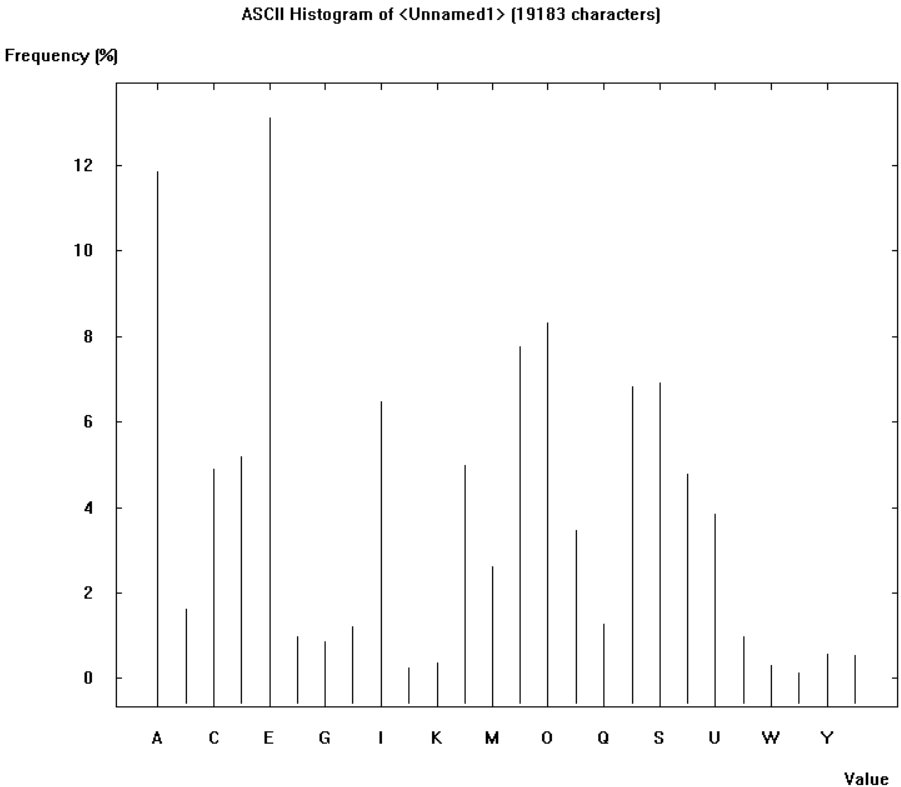 ASCII Histogram of <Unnamed1> (19183 characters)
Frequency (%)
12
10
8
6
4
2
0
A C E G I K M O Q S U W Y
Value